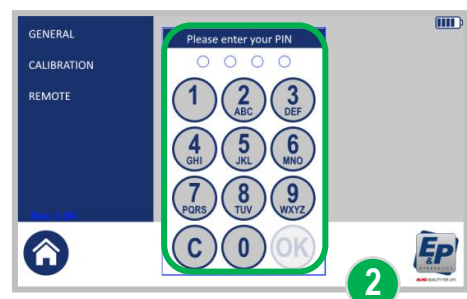 GENERAL
CALIBRATION
REMOTE
Please enter your PIN
1
2
ABC
3
DEF
4
GHI
5
JKL
6
MNO
7
PQRS
8
TUV
9
WXYZ
C
0
OK
E&P
HYDRAULICS
2